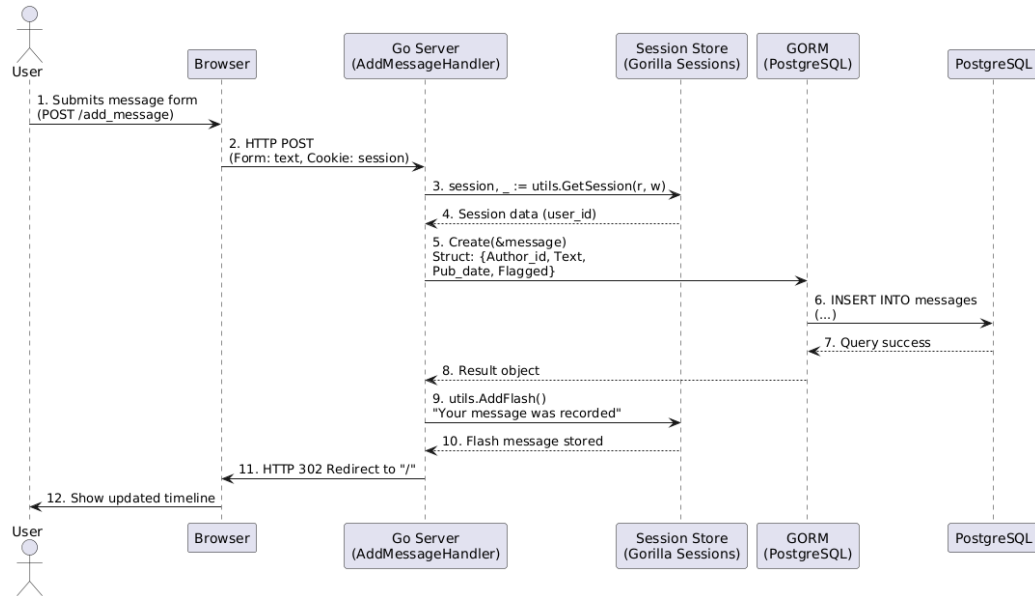 User
Browser
Go Server
(AddMessageHandler)
Session Store
(Gorilla Sessions)
GORM
(PostgreSQL)
PostgreSQL
1. Submits message form
(POST /add_message)
2. HTTP POST
(Form: text, Cookie: session)
3. session, _ := utils.GetSession(r, w)
4. Session data (user_id)
5. Create(&message)
Struct: {Author_id, Text,
Pub_date, Flagged}
6. INSERT INTO messages
(...)
7. Query success
8. Result object
9. utils.AddFlash()
"Your message was recorded"
10. Flash message stored
11. HTTP 302 Redirect to "/"
12. Show updated timeline
User
Browser
Go Server
(AddMessageHandler)
Session Store
(Gorilla Sessions)
GORM
(PostgreSQL)
PostgreSQL